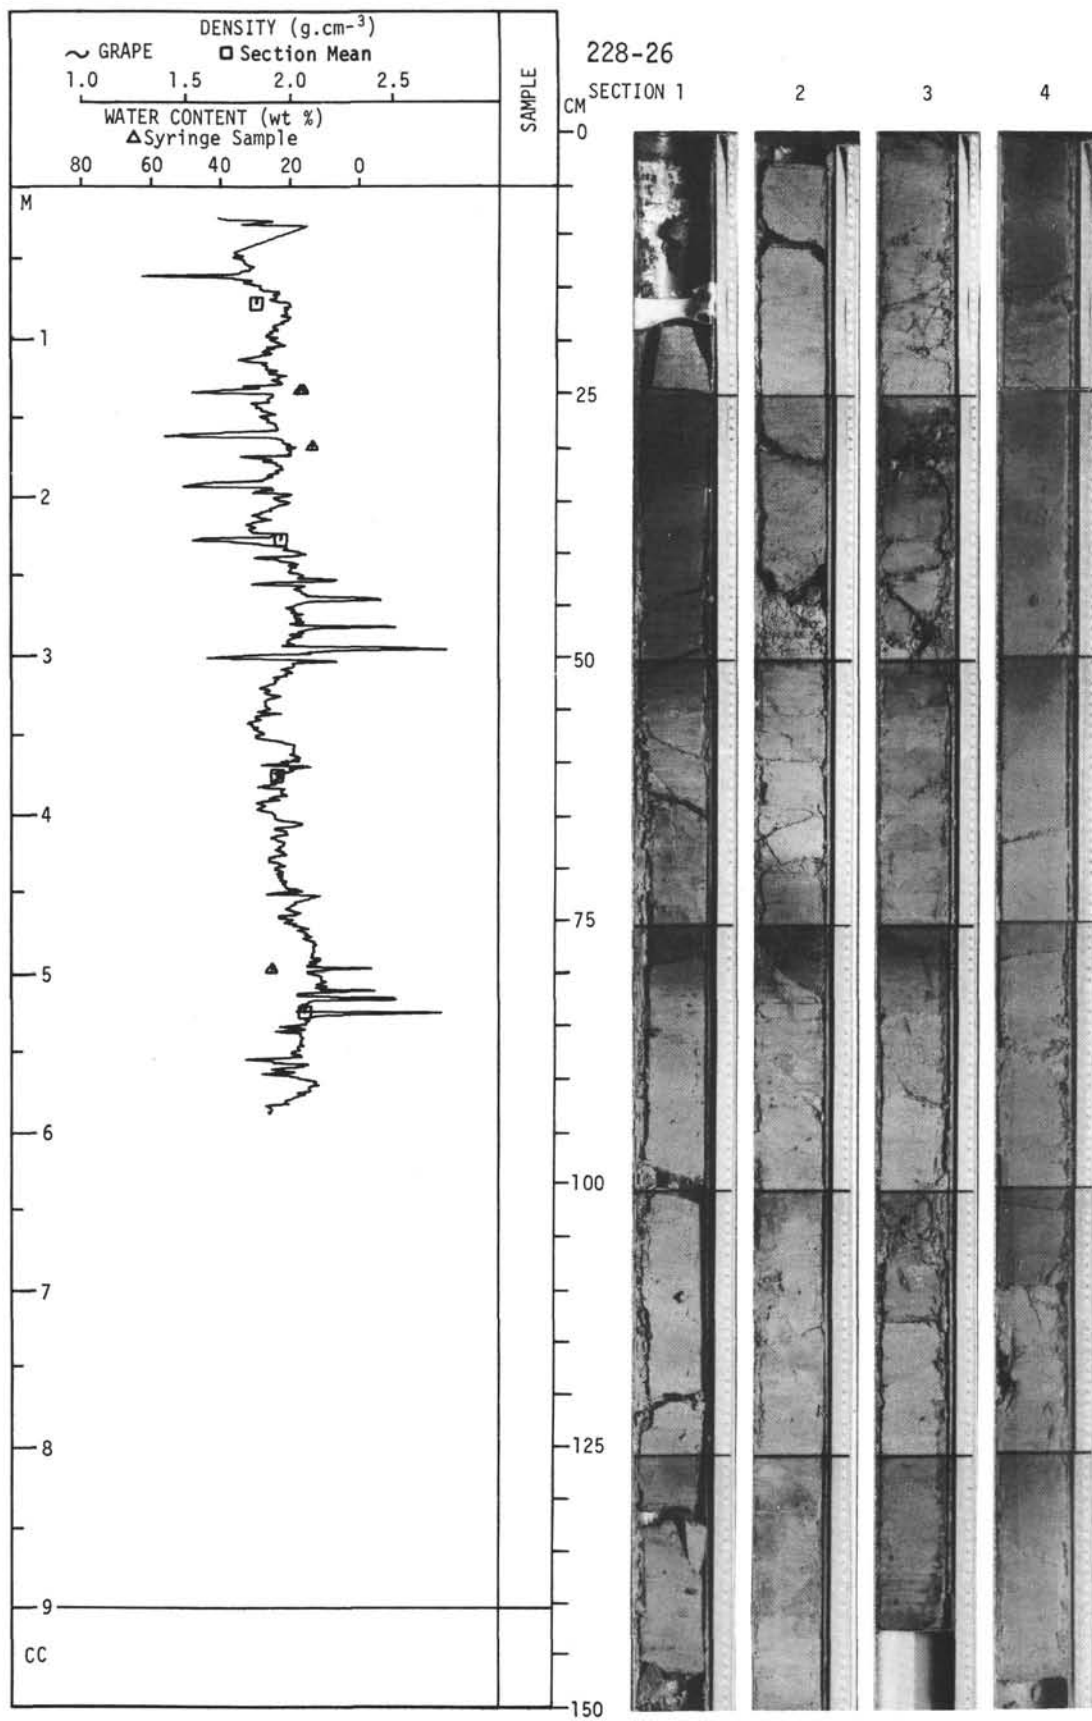 DENSITY (g.cm-3)
~ GRAPE □ Section Mean
1.0 1.5 2.0 2.5
WATER CONTENT (wt %)
△ Syringe Sample
80 60 40 20 0
M
1
2
3
4
5
6
7
8
9
CC
SAMPLE
228-26
CM SECTION 1 2 3 4
0
25
50
75
100
125
150